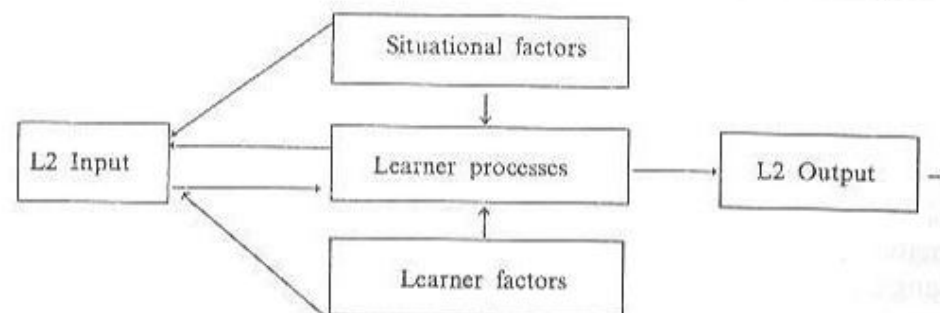 Situational factors
L2 Input
Learner processes
L2 Output
Learner factors